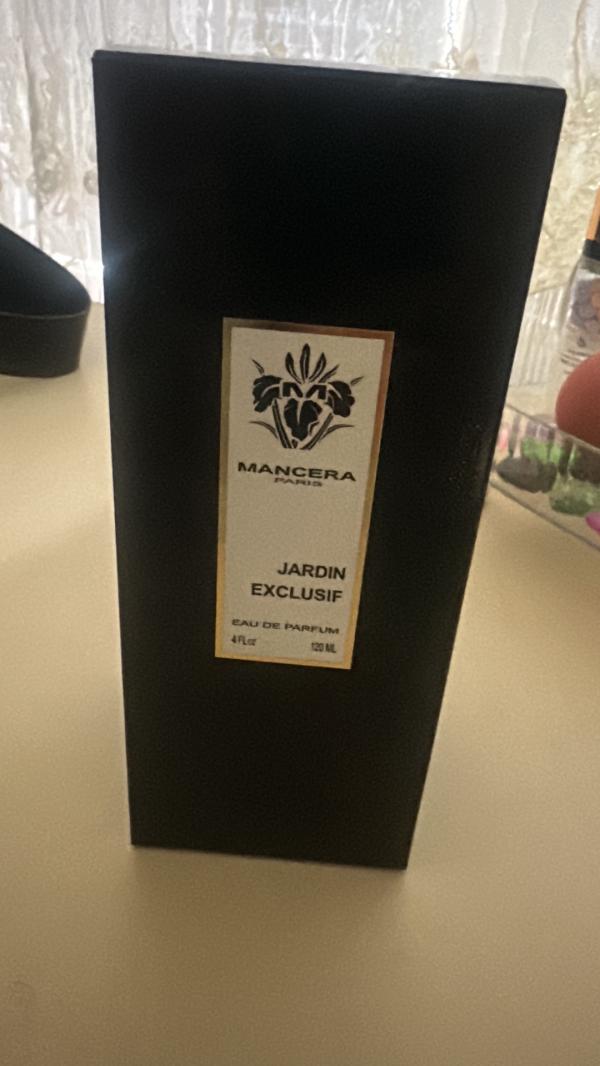 MANCERA
PARIS
JARDIN
EXCLUSIF
EAU DE PARFUM
4 FL.oz 120 ML